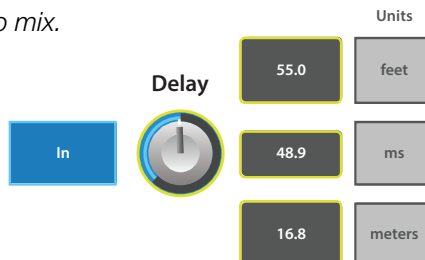 o mix.
Units
Delay
55.0 feet
In
48.9 ms
16.8 meters